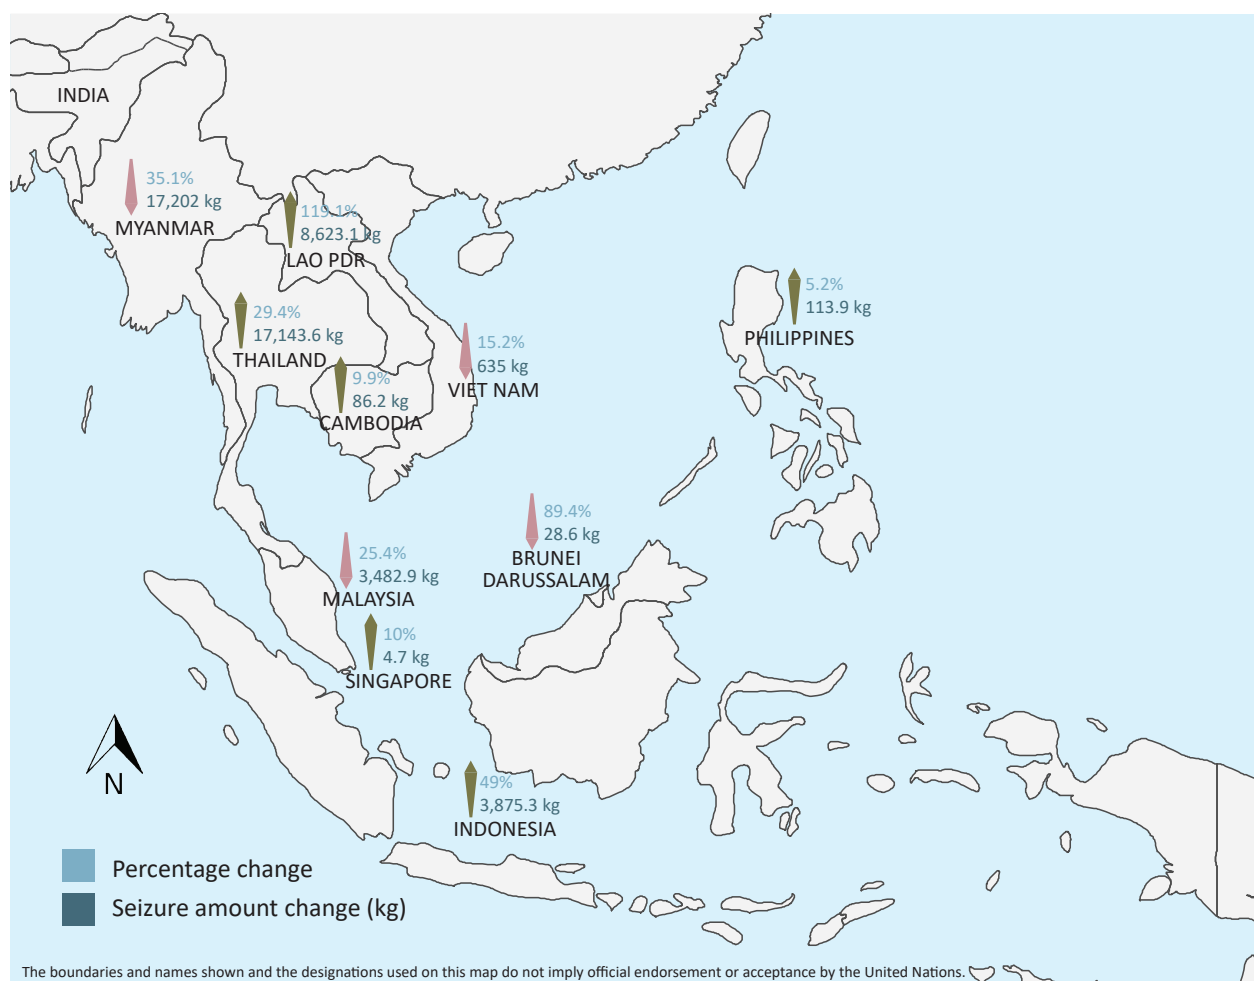 INDIA
35.1%
17,202 kg
MYANMAR
119.1%
8,623.1 kg
LAO PDR
29.4%
17,143.6 kg
THAILAND
5.2%
113.9 kg
PHILIPPINES
15.2%
635 kg
VIET NAM
9.9%
86.2 kg
CAMBODIA
89.4%
28.6 kg
BRUNEI
DARUSSALAM
25.4%
3,482.9 kg
MALAYSIA
10%
4.7 kg
SINGAPORE
N
49%
3,875.3 kg
INDONESIA
Percentage change
Seizure amount change (kg)
The boundaries and names shown and the designations used on this map do not imply official endorsement or acceptance by the United Nations.